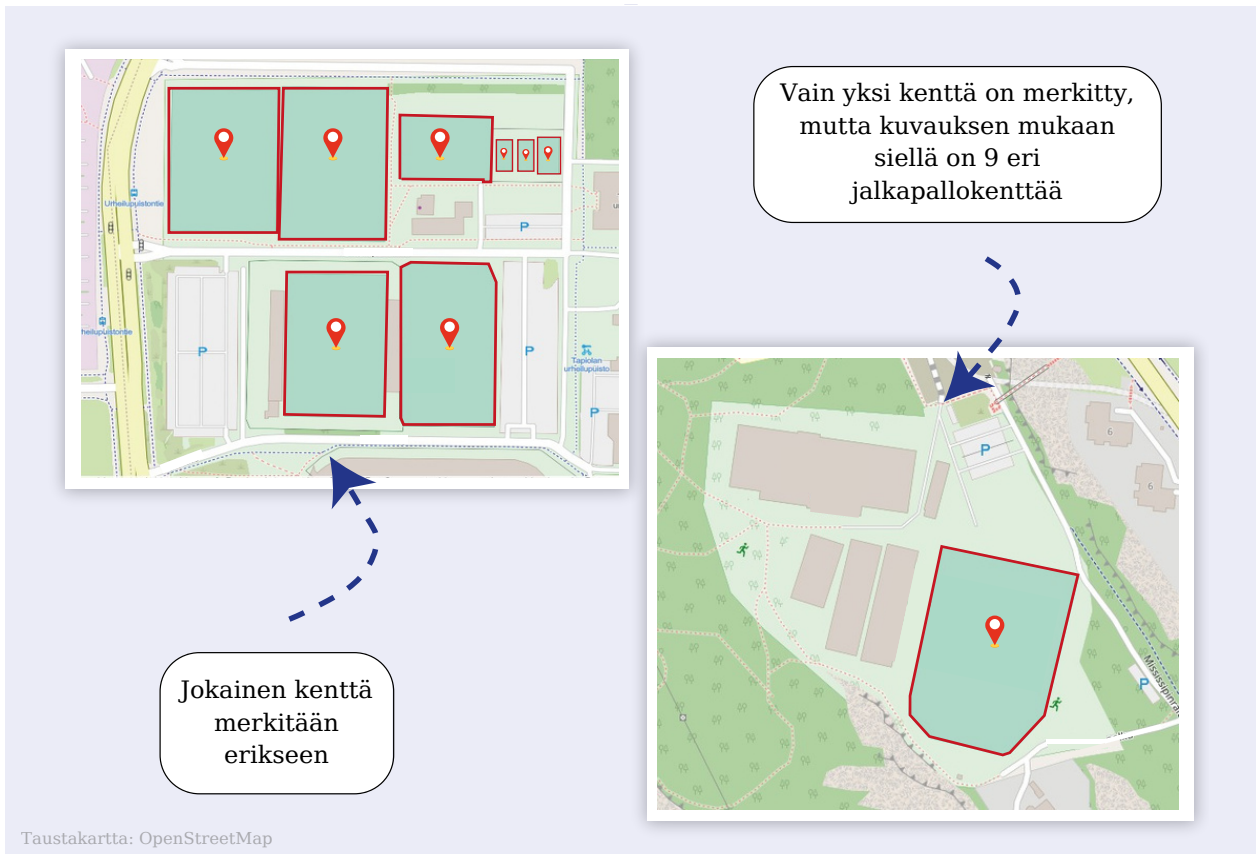 Vain yksi kenttä on merkitty,
mutta kuvauksen mukaan
siellä on 9 eri
jalkapallokenttää
Urheilupuistontie
P
P
P
P
Tapiolan
urheilupuisto
P
P
6
6
P
Jokainen kenttä
merkitään
erikseen
Taustakartta: OpenStreetMap